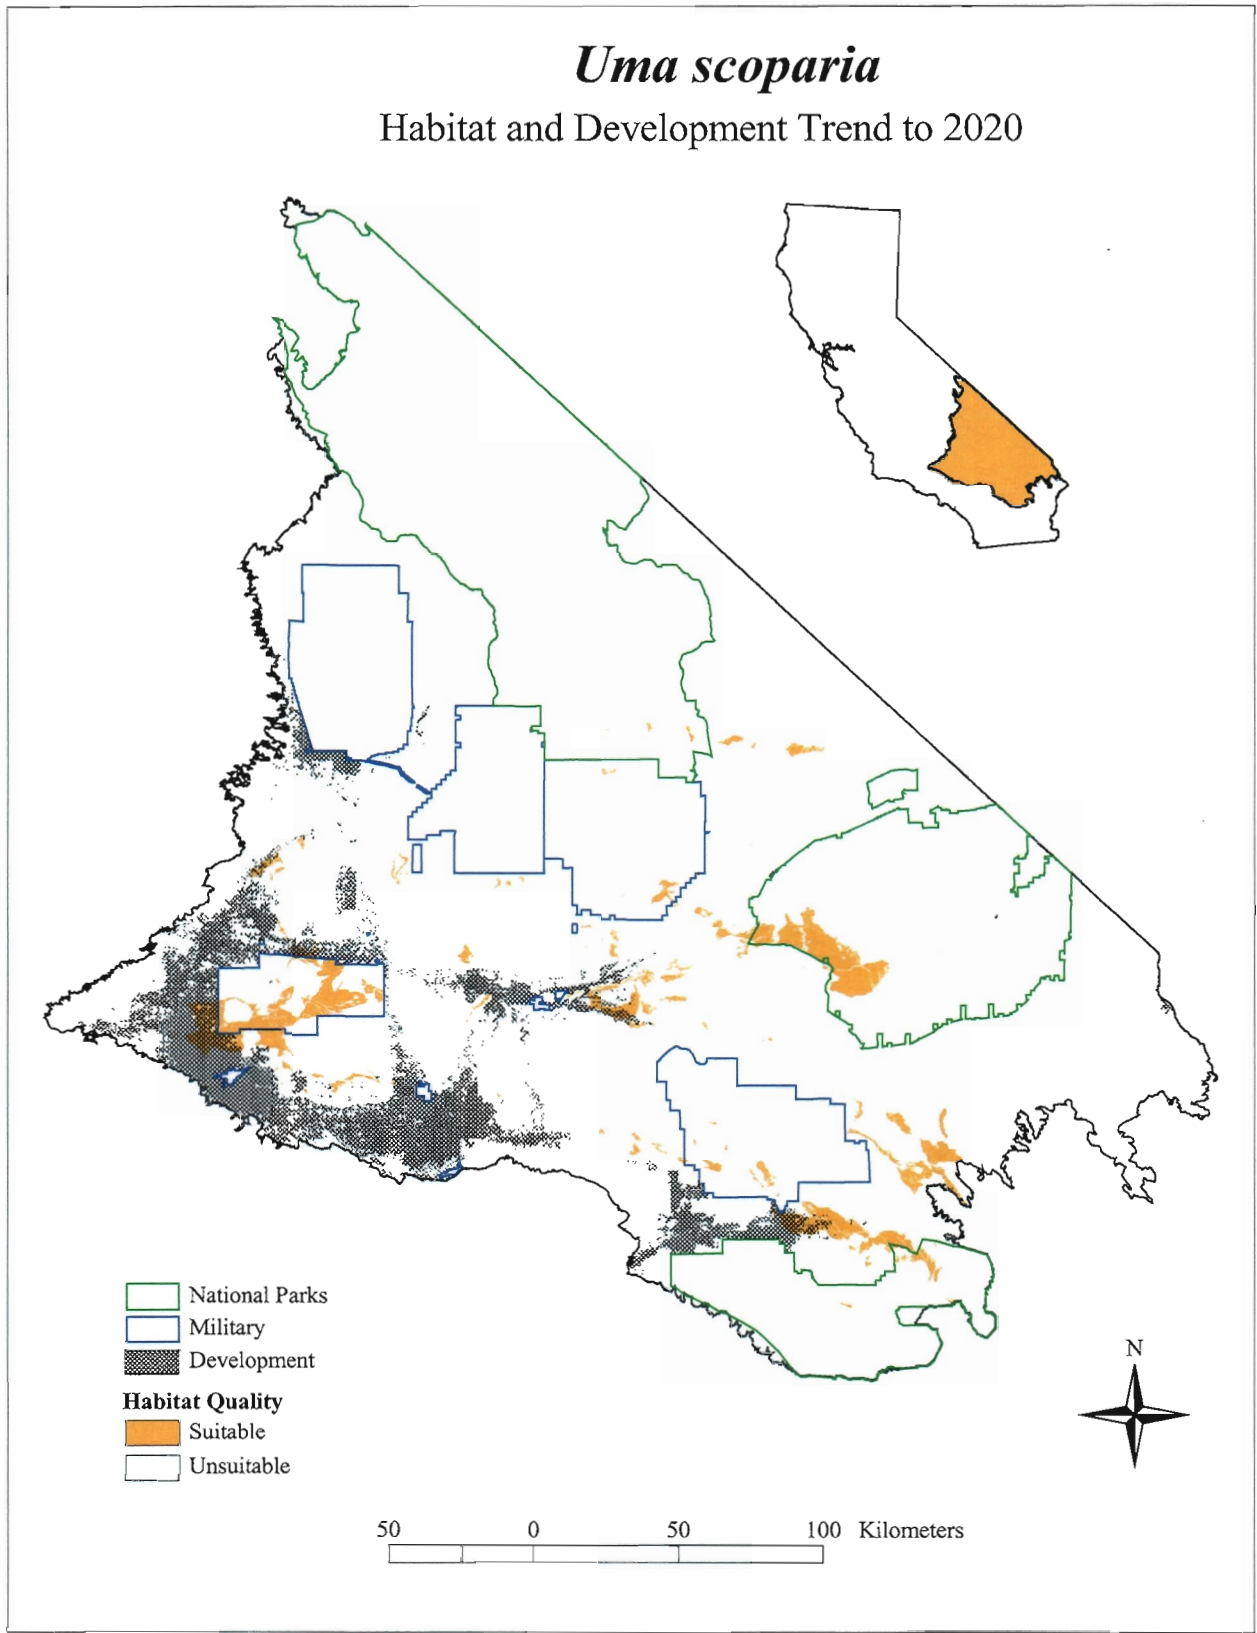 Uma scoparia
Habitat and Development Trend to 2020
National Parks
Military
Development
Habitat Quality
Suitable
Unsuitable
N
50 0 50 100 Kilometers